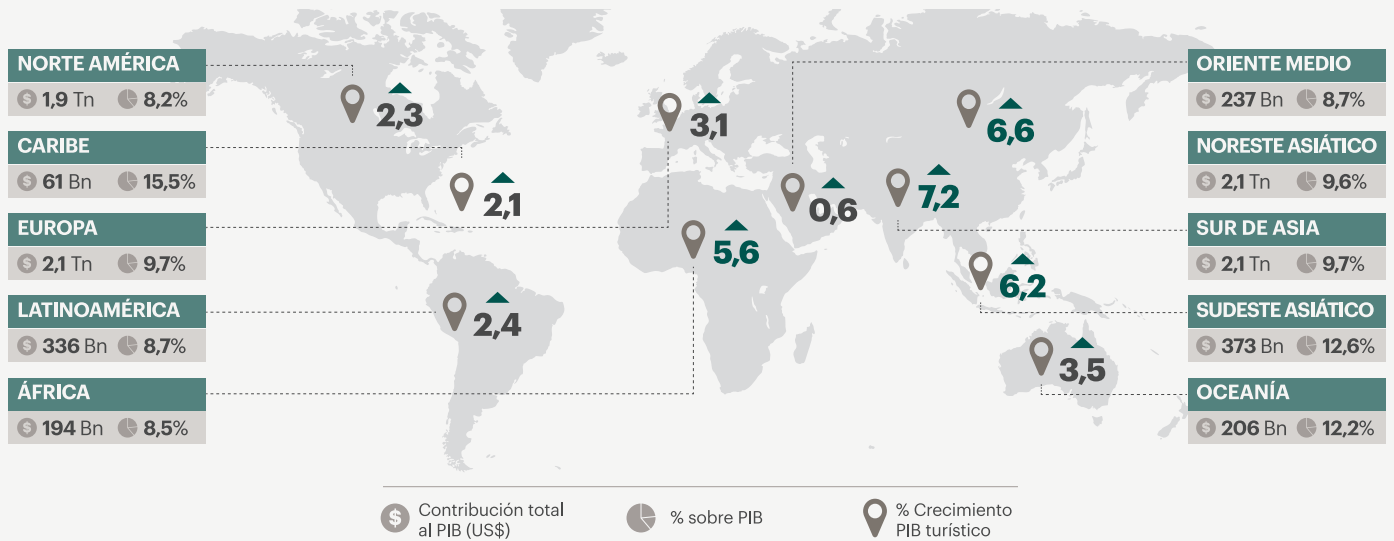 NORTE AMÉRICA
$ 1,9 Tn 8,2%
CARIBE
$ 61 Bn 15,5%
EUROPA
$ 2,1 Tn 9,7%
LATINOAMÉRICA
$ 336 Bn 8,7%
ÁFRICA
$ 194 Bn 8,5%
2,3
2,1
2,4
3,1
5,6
0,6
6,6
7,2
6,2
3,5
ORIENTE MEDIO
$ 237 Bn 8,7%
NORESTE ASIÁTICO
$ 2,1 Tn 9,6%
SUR DE ASIA
$ 2,1 Tn 9,7%
SUDESTE ASIÁTICO
$ 373 Bn 12,6%
OCEANÍA
$ 206 Bn 12,2%
$ Contribución total
al PIB (US$)
% sobre PIB
% Crecimiento
PIB turístico